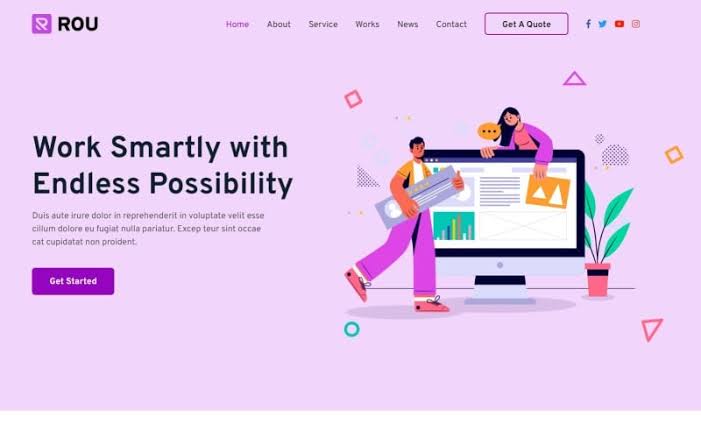 ROU
Home About Service Works News Contact Get A Quote
Work Smartly with
Endless Possibility
Duis aute irure dolor in reprehenderit in voluptate velit esse
cillum dolore eu fugiat nulla pariatur. Excep teur sint occae
cat cupidatat non proident.
Get Started